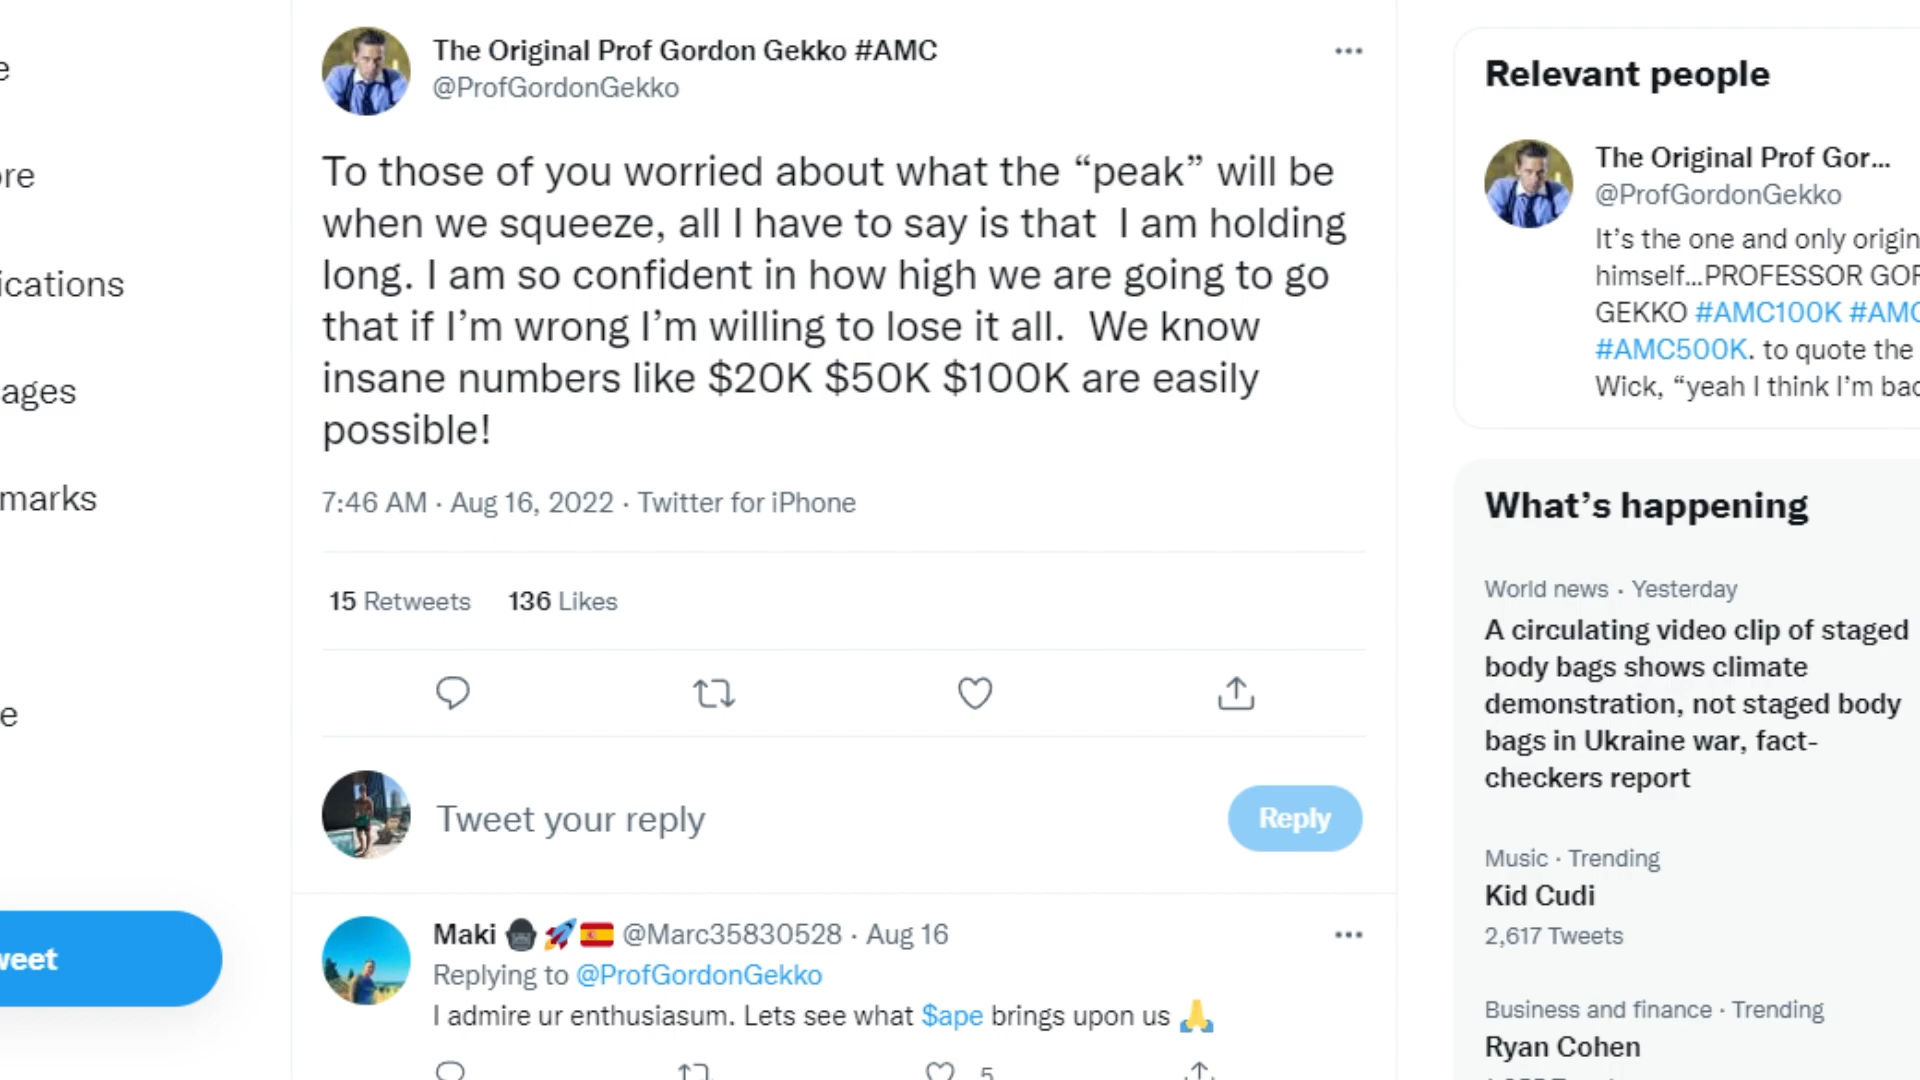 The Original Prof Gordon Gekko #AMC
@ProfGordonGekko
To those of you worried about what the “peak” will be
when we squeeze, all I have to say is that  I am holding
long. I am so confident in how high we are going to go
that if I’m wrong I’m willing to lose it all.  We know
insane numbers like $20K $50K $100K are easily
possible!
7:46 AM · Aug 16, 2022 · Twitter for iPhone
15 Retweets 136 Likes
Tweet your reply
Reply
Maki @Marc35830528 · Aug 16
Replying to @ProfGordonGekko
I admire ur enthusiasum. Lets see what $ape brings upon us
5
e
ore
ications
ages
marks
e
weet
Relevant people
The Original Prof Gor...
@ProfGordonGekko
It’s the one and only origin
himself...PROFESSOR GOR
GEKKO #AMC100K #AMC
#AMC500K. to quote the
Wick, “yeah I think I’m bac
What’s happening
World news · Yesterday
A circulating video clip of staged
body bags shows climate
demonstration, not staged body
bags in Ukraine war, fact-
checkers report
Music · Trending
Kid Cudi
2,617 Tweets
Business and finance · Trending
Ryan Cohen